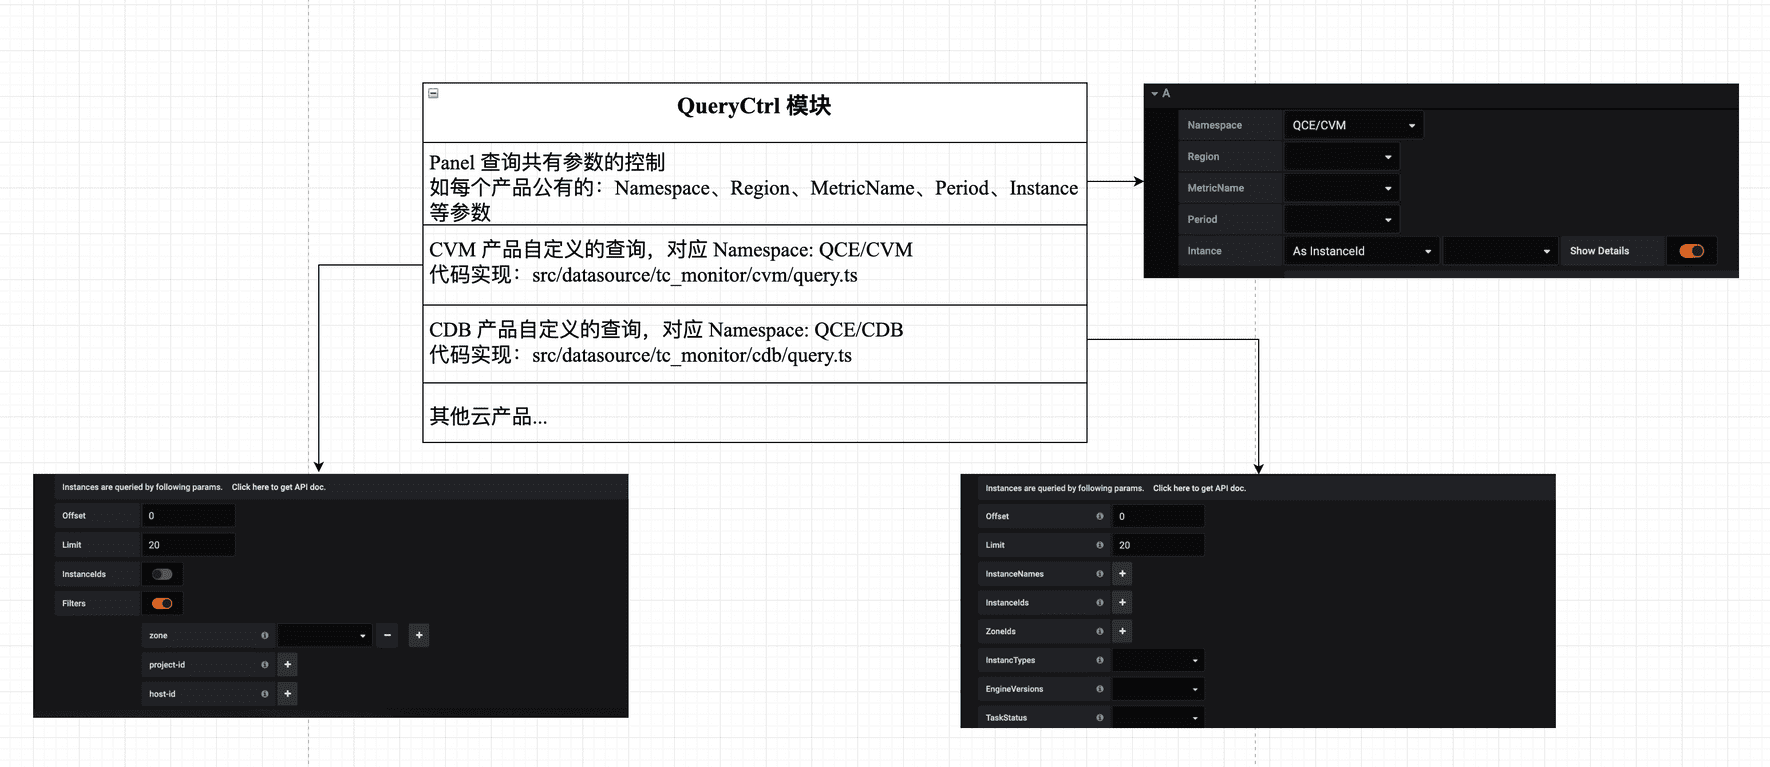 QueryCtrl 模块
Panel 查询共有参数的控制
如每个产品公有的：Namespace、Region、MetricName、Period、Instance
等参数
CVM 产品自定义的查询，对应 Namespace: QCE/CVM
代码实现：src/datasource/tc_monitor/cvm/query.ts
CDB 产品自定义的查询，对应 Namespace: QCE/CDB
代码实现：src/datasource/tc_monitor/cdb/query.ts
其他云产品...
A
Namespace QCE/CVM
Region
MetricName
Period
Intance As InstanceId Show Details
Instances are queried by following params. Click here to get API doc.
Offset 0
Limit 20
InstanceIds
Filters
zone
project-id
host-id
Instances are queried by following params. Click here to get API doc.
Offset 0
Limit 20
InstanceNames
InstanceIds
ZoneIds
InstancTypes
EngineVersions
TaskStatus